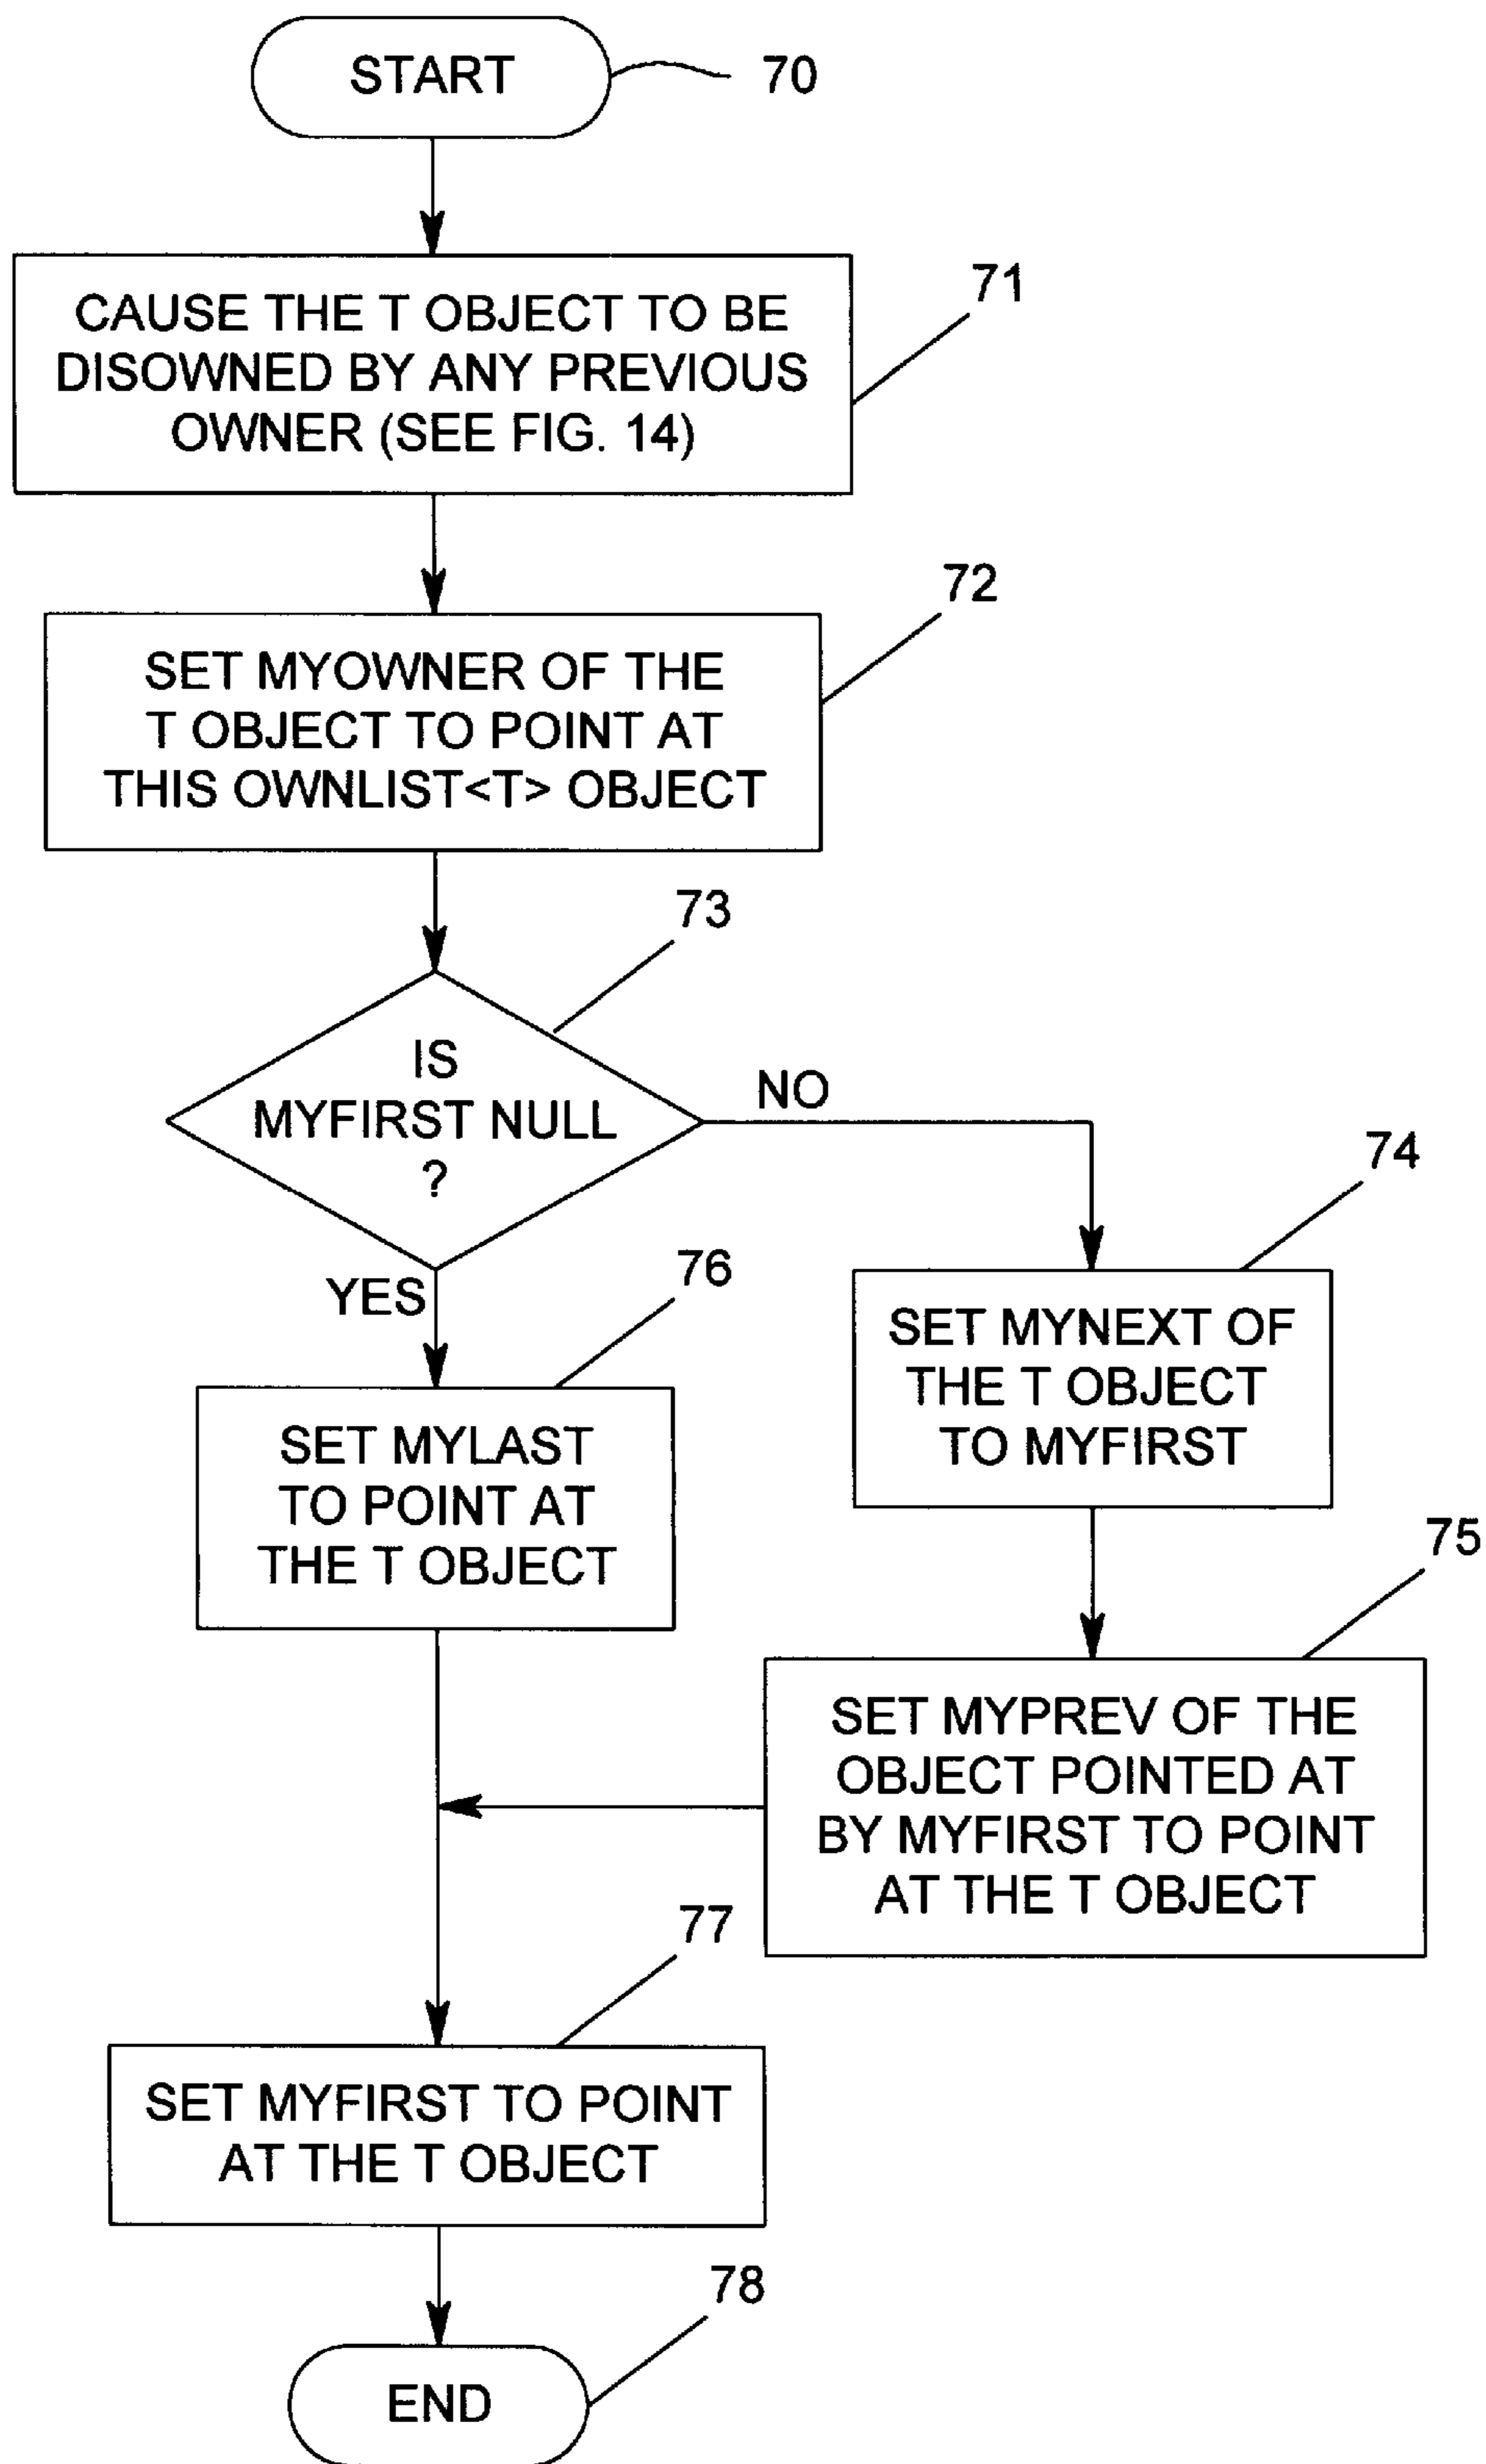 START
70
71
CAUSE THE T OBJECT TO BE
DISOWNED BY ANY PREVIOUS
OWNER (SEE FIG. 14)
72
SET MYOWNER OF THE
T OBJECT TO POINT AT
THIS OWNLIST<T> OBJECT
73
IS
MYFIRST NULL
?
NO
YES
74
SET MYNEXT OF
THE T OBJECT
TO MYFIRST
76
SET MYLAST
TO POINT AT
THE T OBJECT
75
SET MYPREV OF THE
OBJECT POINTED AT
BY MYFIRST TO POINT
AT THE T OBJECT
77
SET MYFIRST TO POINT
AT THE T OBJECT
78
END